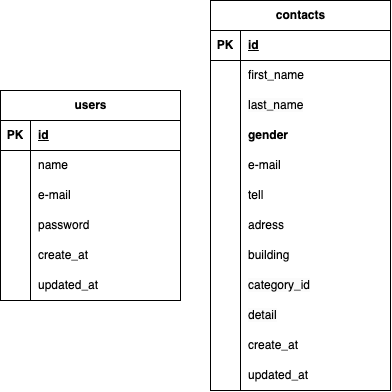 users
PK id
name
e-mail
password
create_at
updated_at
contacts
PK id
first_name
last_name
gender
e-mail
tell
adress
building
category_id
detail
create_at
updated_at